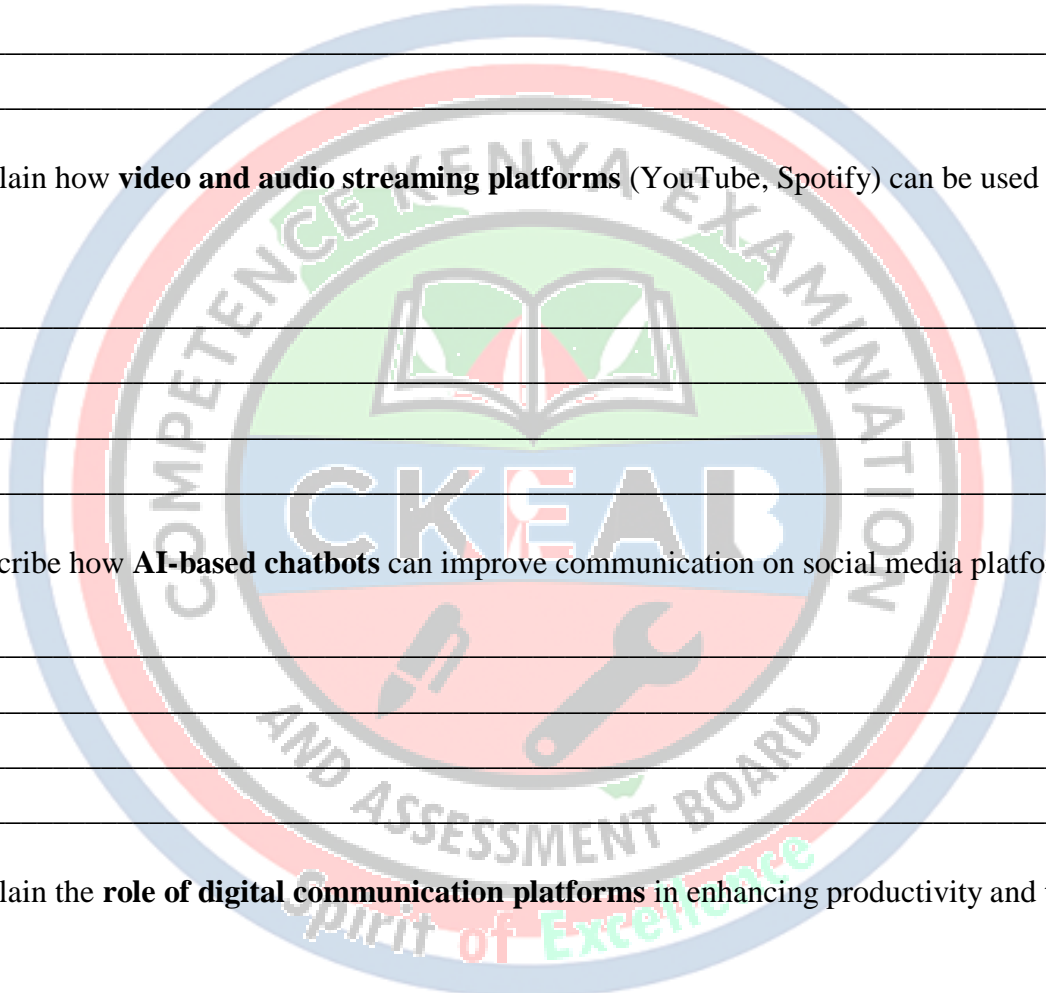 lain how video and audio streaming platforms (YouTube, Spotify) can be used
COMPETENCE KENYA EXAMINATION
CKEAB
cribe how AI-based chatbots can improve communication on social media platfo
AND ASSESSMENT BOARD
lain the role of digital communication platforms in enhancing productivity and
Spirit of Excellence